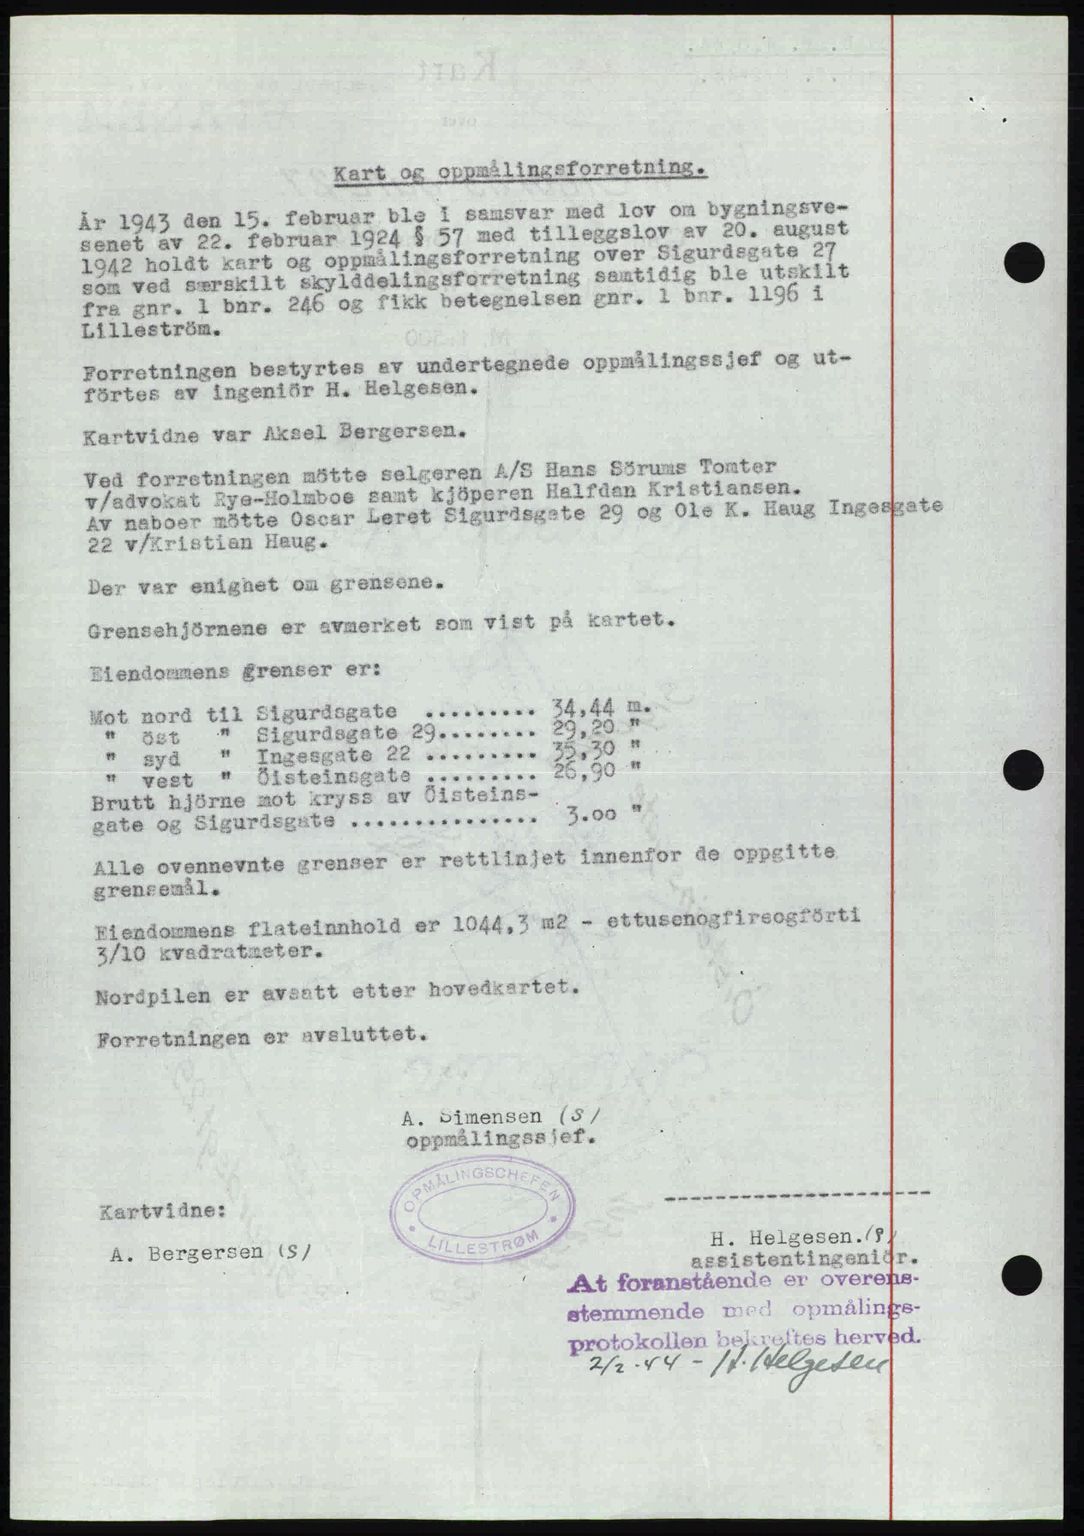 Kart og oppmålingsforretning.
År 1943 den 15. februar ble i samsvar med lov om bygningsve-
senet av 22. februar 1924 § 57 med tilleggslov av 20. august
1942 holdt kart og oppmålingsforretning over Sigurdsgate 27
som ved særskilt skylddelingsforretning samtidig ble utskilt
fra gnr. 1 bnr. 246 og fikk betegnelsen gnr. 1 bnr. 1196 i
Lilleström.
Forretningen bestyrtes av undertegnede oppmålingssjef og ut-
förtes av ingeniör H. Helgesen.
Kartvidne var Aksel Bergersen.
Ved forretningen mötte selgeren A/S Hans Sörums Tomter
v/advokat Rye-Holmboe samt kjöperen Halfdan Kristiansen.
Av naboer mötte Oscar Leret Sigurdsgate 29 og Ole K. Haug Ingesgate
22 v/Kristian Haug.
Der var enighet om grensene.
Grensehjörnene er avmerket som vist på kartet.
Eiendommens grenser er:
Mot nord til Sigurdsgate ......... 34,44 m.
" öst " Sigurdsgate 29........ 29,20 "
" syd " Ingesgate 22 ......... 35,30 "
" vest " Öisteinsgate ......... 26,90 "
Brutt hjörne mot kryss av Öisteins-
gate og Sigurdsgate ............... 3.00 "
Alle ovennevnte grenser er rettlinjet innenfor de oppgitte
grensemål.
Eiendommens flateinnhold er 1044,3 m2 - ettusenogfireogförti
3/10 kvadratmeter.
Nordpilen er avsatt etter hovedkartet.
Forretningen er avsluttet.
A. Simensen (S)
oppmålingssjef.
OPMÅLINGSCHEFEN
LILLESTRØM
Kartvidne:
A. Bergersen (S)
H. Helgesen.(S)
assistentingeniör.
At foranstående er overens-
stemmende med opmålings-
protokollen bekreftes herved.
2/2-44 - H. Helgesen